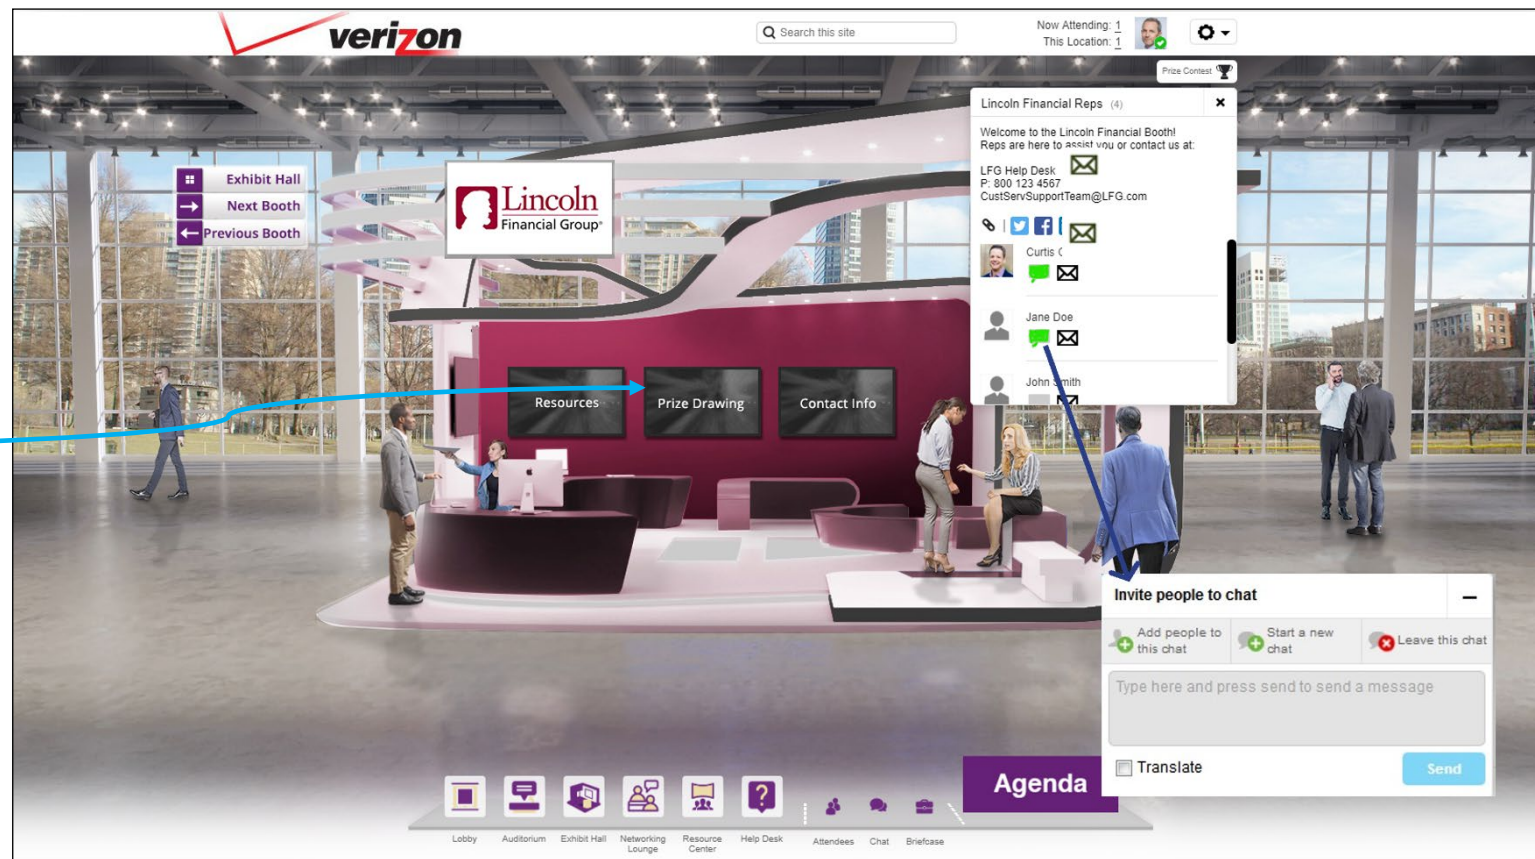 verizon
Search this site
Now Attending: 1
This Location: 1
Prize Contest
Lincoln Financial Reps (4)
Welcome to the Lincoln Financial Booth!
Reps are here to assist you or contact us at:
LFG Help Desk
P: 800 123 4567
CustServSupportTeam@LFG.com
Curtis
Jane Doe
John Smith
Exhibit Hall
Next Booth
Previous Booth
Lincoln
Financial Group®
Resources
Prize Drawing
Contact Info
Invite people to chat
Add people to
this chat
Start a new
chat
Leave this chat
Type here and press send to send a message
Translate
Send
Agenda
Lobby
Auditorium
Exhibit Hall
Networking
Lounge
Resource
Center
Help Desk
Attendees
Chat
Briefcase